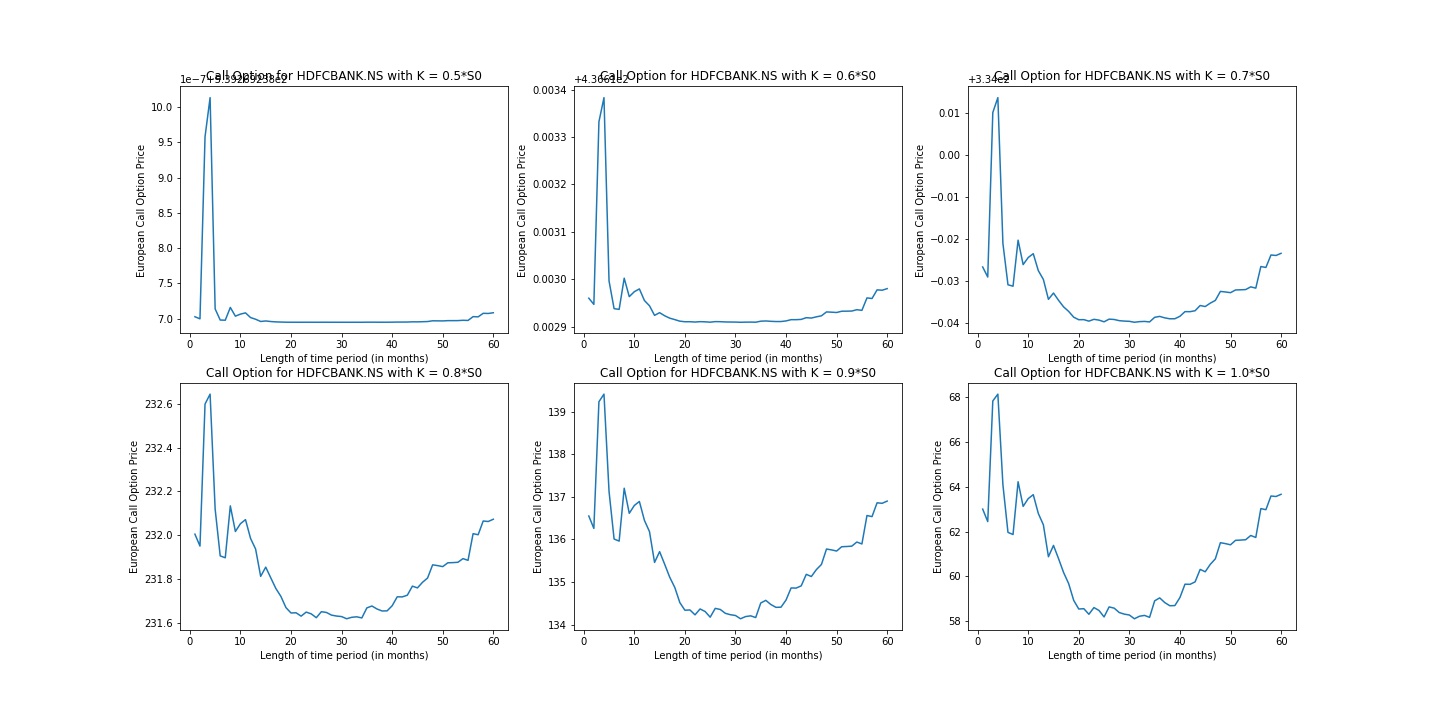 Call Option for HDFCBANK.NS with K = 0.5*S0
10.0
9.5
9.0
8.5
8.0
7.5
7.0
European Call Option Price
0 10 20 30 40 50 60
Length of time period (in months)
+4.3661e2
Call Option for HDFCBANK.NS with K = 0.6*S0
0.0034
0.0033
0.0032
0.0031
0.0030
0.0029
European Call Option Price
0 10 20 30 40 50 60
Length of time period (in months)
+3.34e2
Call Option for HDFCBANK.NS with K = 0.7*S0
0.01
0.00
−0.01
−0.02
−0.03
−0.04
European Call Option Price
0 10 20 30 40 50 60
Length of time period (in months)
Call Option for HDFCBANK.NS with K = 0.8*S0
232.6
232.4
232.2
232.0
231.8
231.6
European Call Option Price
0 10 20 30 40 50 60
Length of time period (in months)
Call Option for HDFCBANK.NS with K = 0.9*S0
139
138
137
136
135
134
European Call Option Price
0 10 20 30 40 50 60
Length of time period (in months)
Call Option for HDFCBANK.NS with K = 1.0*S0
68
66
64
62
60
58
European Call Option Price
0 10 20 30 40 50 60
Length of time period (in months)